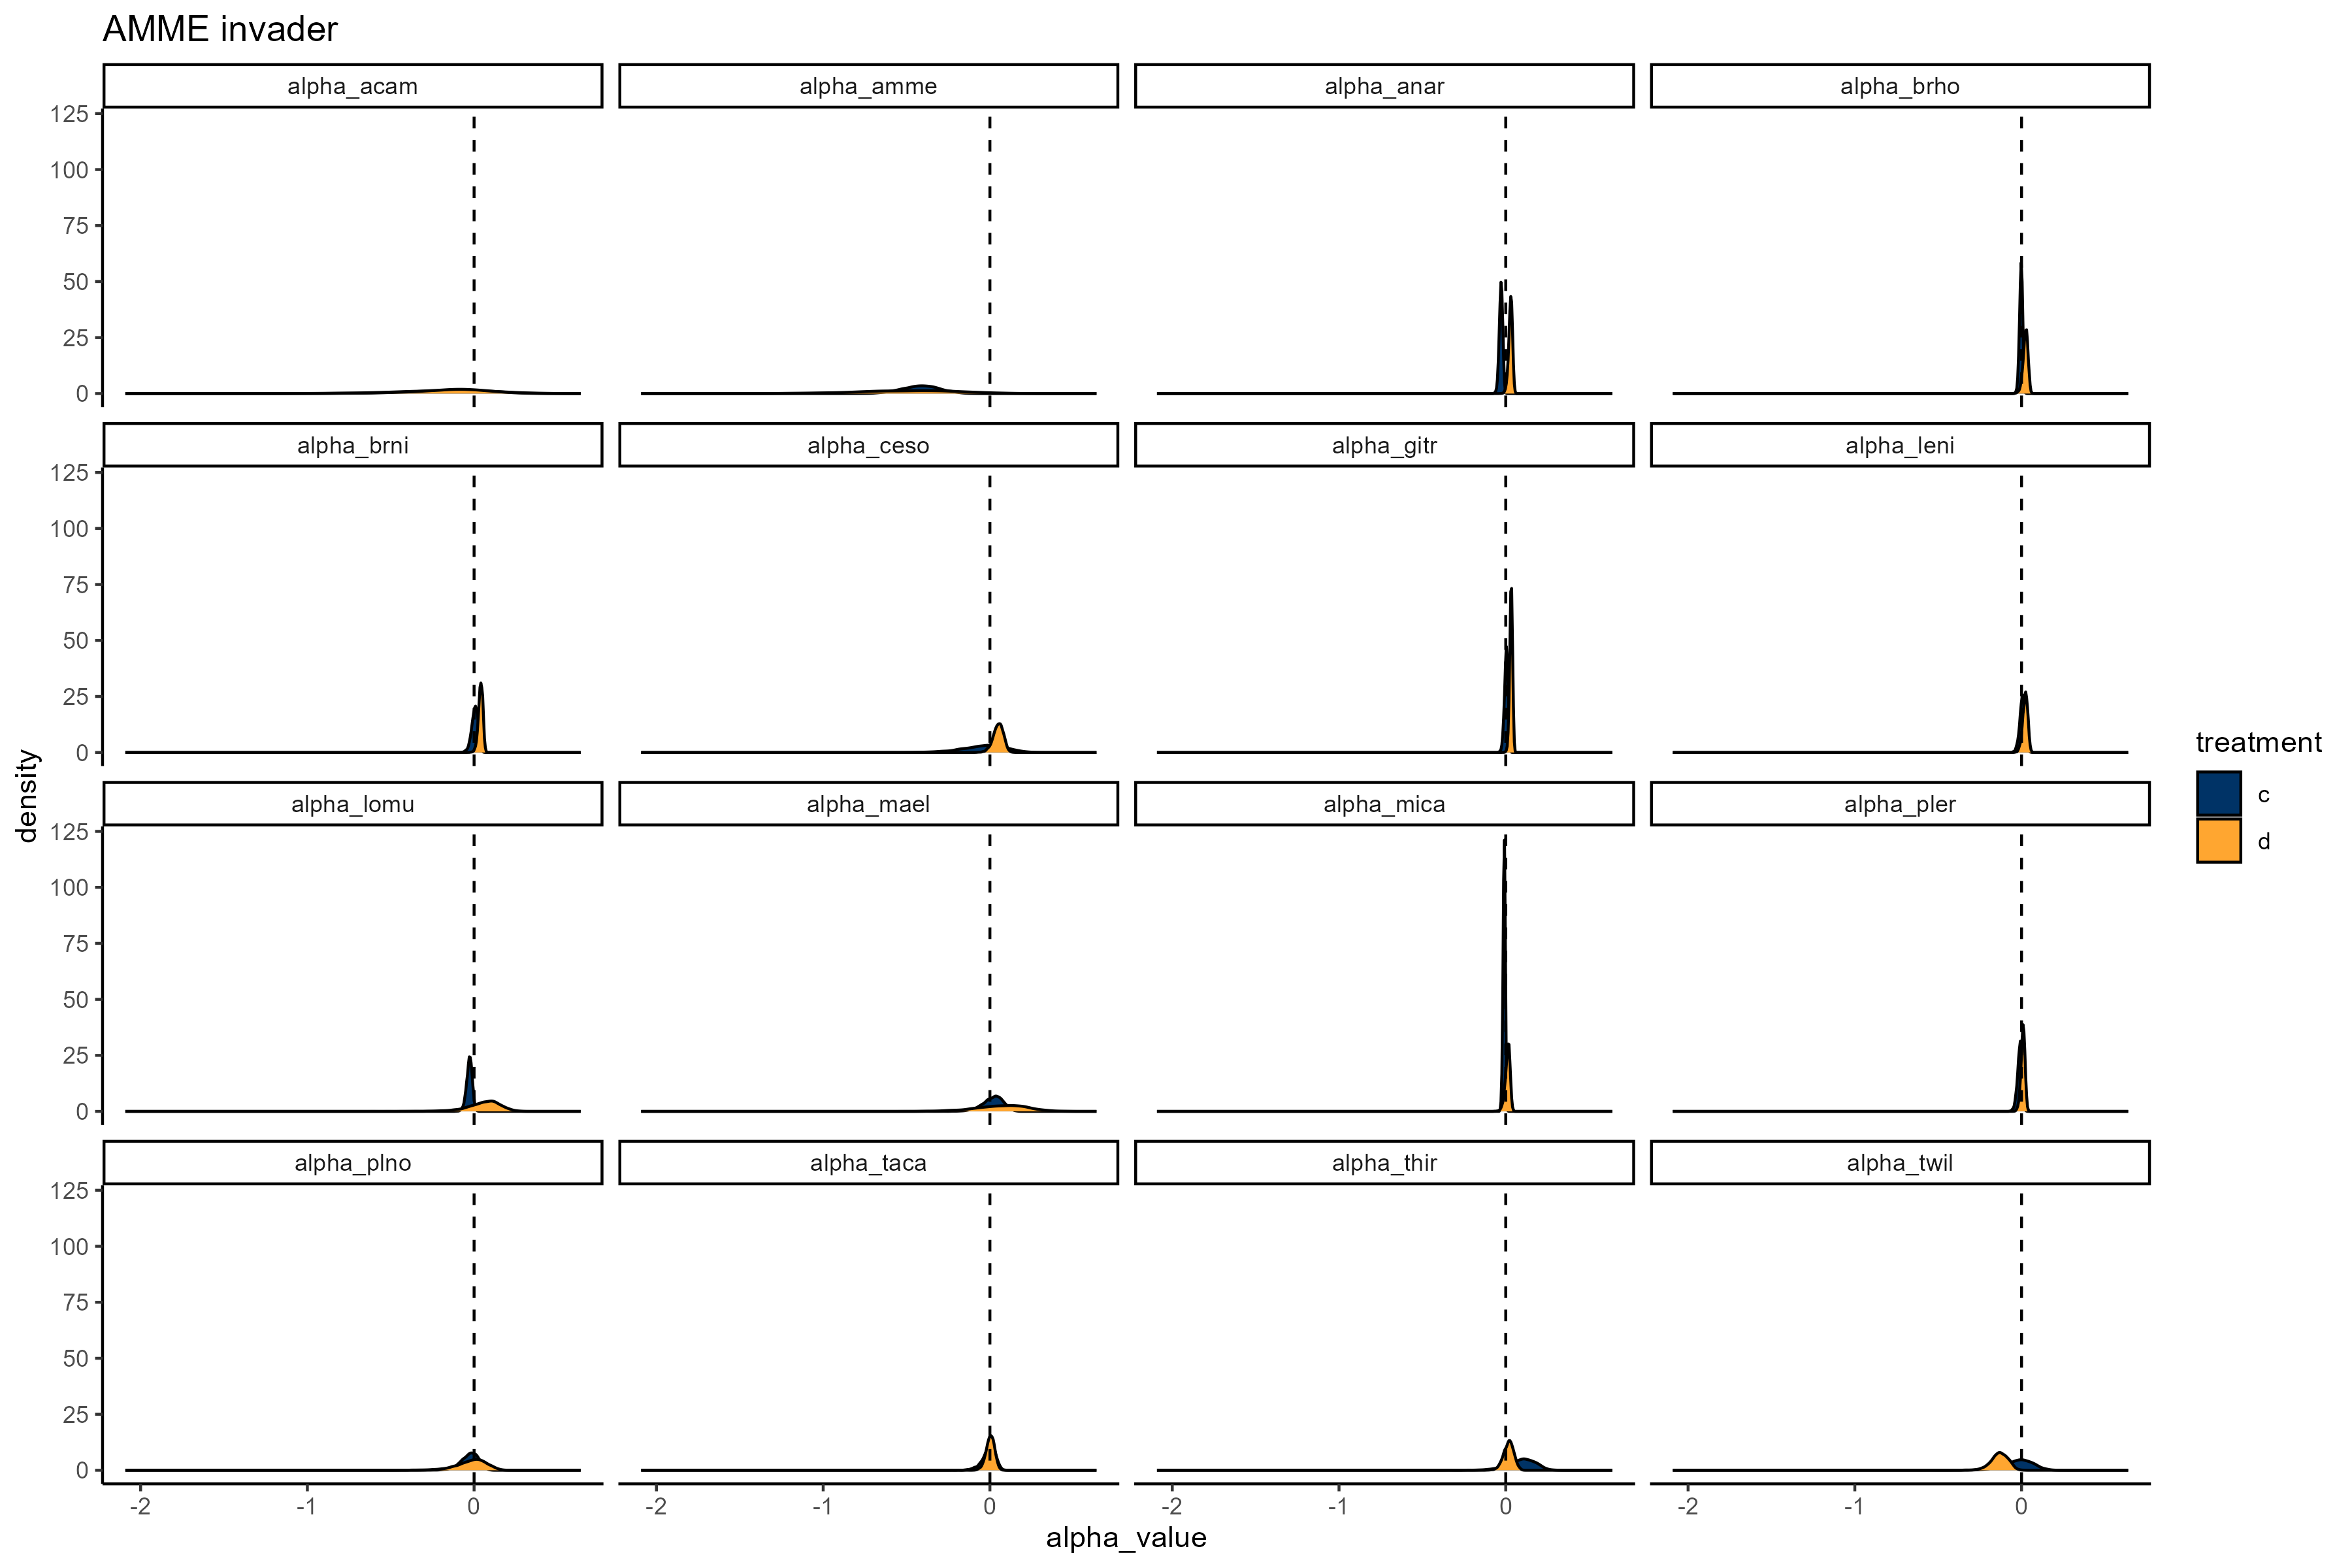 AMME invader
alpha_acam alpha_amme alpha_anar alpha_brho
125
100
75
50
25
0
alpha_brni alpha_ceso alpha_gitr alpha_leni
125
100
75
50
25
0
alpha_lomu alpha_mael alpha_mica alpha_pler
125
100
75
50
25
0
alpha_plno alpha_taca alpha_thir alpha_twil
125
100
75
50
25
0
-2 -1 0 -2 -1 0 -2 -1 0 -2 -1 0
alpha_value
density
treatment
c
d